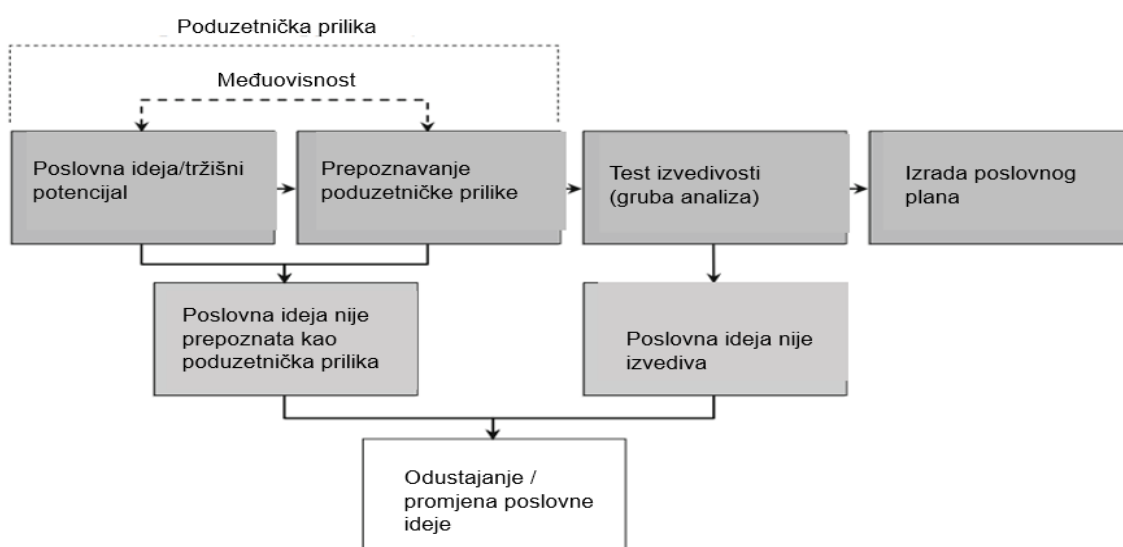 Poduzetnička prilika
Međuovisnost
Poslovna ideja/tržišni
potencijal
Prepoznavanje
poduzetničke prilike
Test izvedivosti
(gruba analiza)
Izrada poslovnog
plana
Poslovna ideja nije
prepoznata kao
poduzetnička prilika
Poslovna ideja nije
izvediva
Odustajanje /
promjena poslovne
ideje